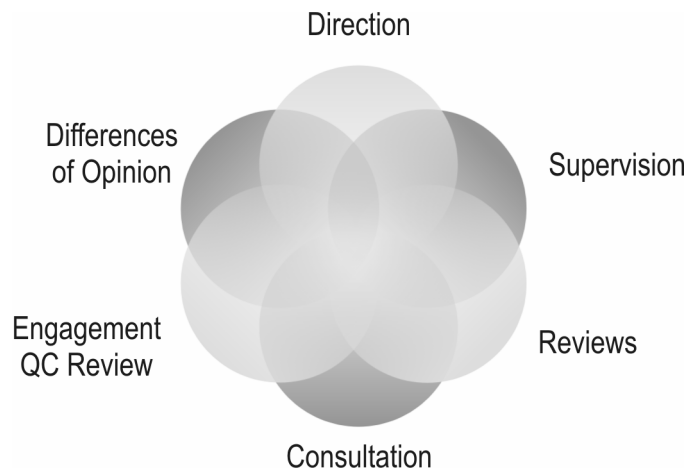 Direction
Differences
of Opinion
Supervision
Engagement
QC Review
Reviews
Consultation